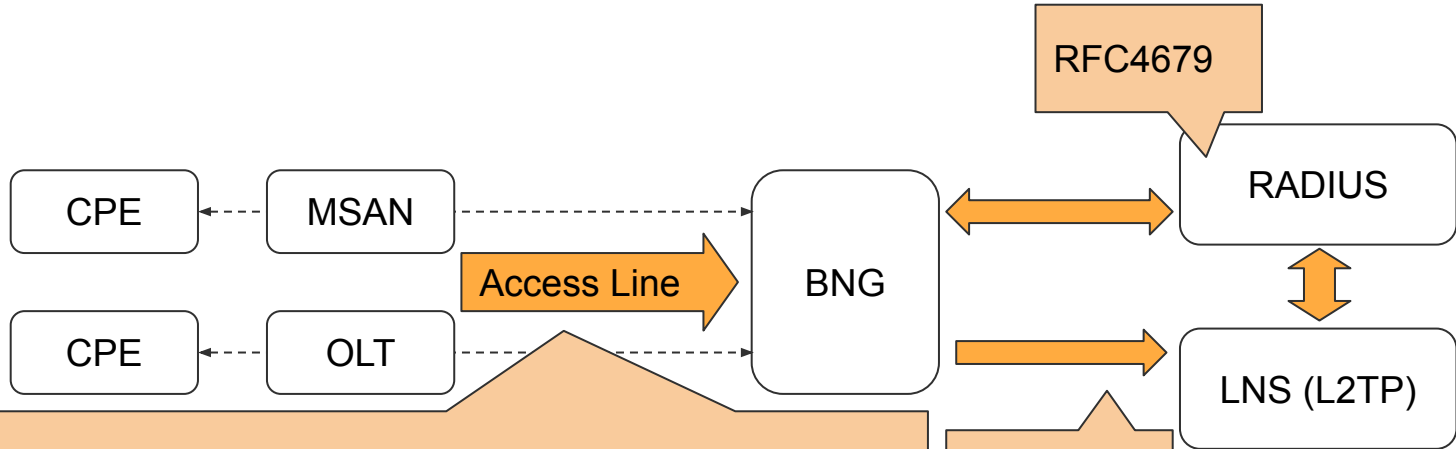 RFC4679
RADIUS
CPE
MSAN
Access Line
BNG
CPE
OLT
LNS (L2TP)